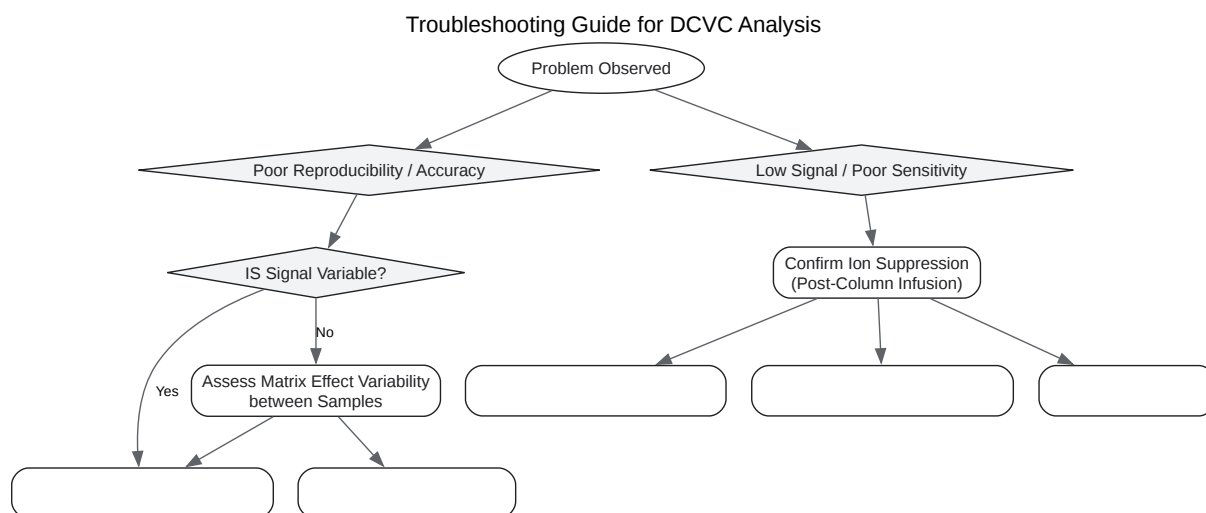 Troubleshooting Guide for DCVC Analysis
Problem Observed
Poor Reproducibility / Accuracy
Low Signal / Poor Sensitivity
IS Signal Variable?
Confirm Ion Suppression
(Post-Column Infusion)
No
Yes
Assess Matrix Effect Variability
between Samples